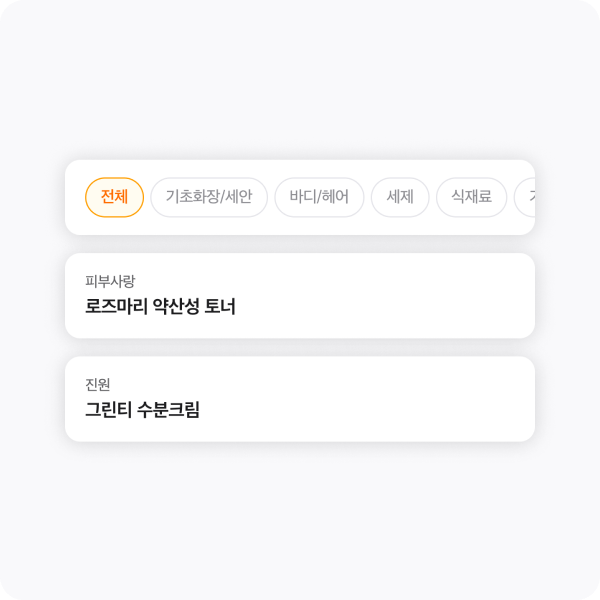 전체 기초화장/세안 바디/헤어 세제 식재료
피부사랑
로즈마리 약산성 토너
진원
그린티 수분크림